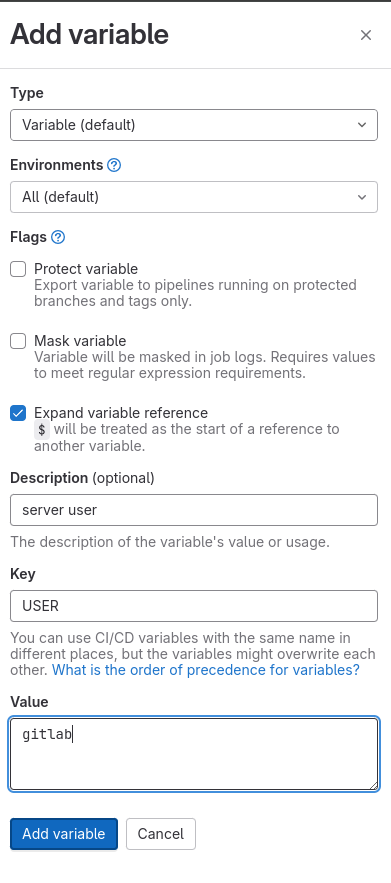 Add variable
Type
Variable (default)
Environments
All (default)
Flags
Protect variable
Export variable to pipelines running on protected
branches and tags only.
Mask variable
Variable will be masked in job logs. Requires values
to meet regular expression requirements.
Expand variable reference
$ will be treated as the start of a reference to
another variable.
Description (optional)
server user
The description of the variable's value or usage.
Key
USER
You can use CI/CD variables with the same name in
different places, but the variables might overwrite each
other. What is the order of precedence for variables?
Value
gitlab
Add variable Cancel